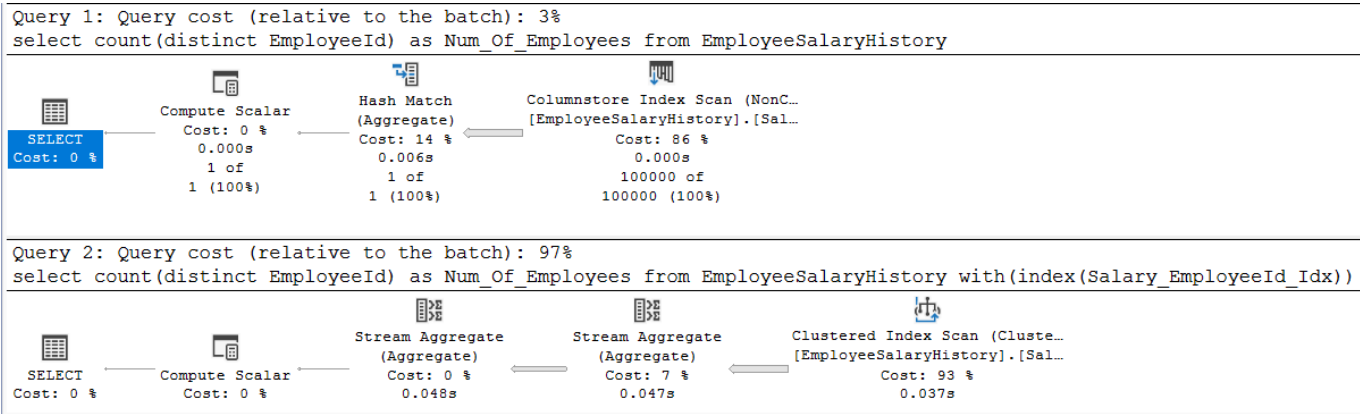 Query 1: Query cost (relative to the batch): 3%
select count(distinct EmployeeId) as Num_Of_Employees from EmployeeSalaryHistory
SELECT
Cost: 0 %
Compute Scalar
Cost: 0 %
0.000s
1 of
1 (100%)
Hash Match
(Aggregate)
Cost: 14 %
0.006s
1 of
1 (100%)
Columnstore Index Scan (NonC…
[EmployeeSalaryHistory].[Sal…
Cost: 86 %
0.000s
100000 of
100000 (100%)
Query 2: Query cost (relative to the batch): 97%
select count(distinct EmployeeId) as Num_Of_Employees from EmployeeSalaryHistory with(index(Salary_EmployeeId_Idx))
SELECT
Cost: 0 %
Compute Scalar
Cost: 0 %
Stream Aggregate
(Aggregate)
Cost: 0 %
0.048s
Stream Aggregate
(Aggregate)
Cost: 7 %
0.047s
Clustered Index Scan (Cluste…
[EmployeeSalaryHistory].[Sal…
Cost: 93 %
0.037s